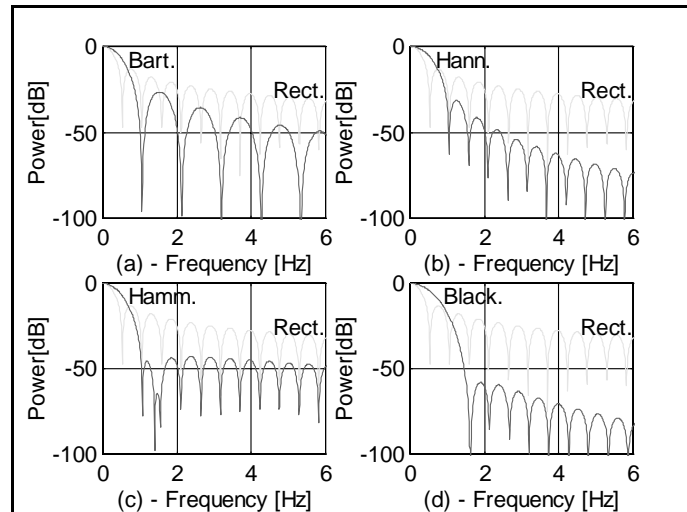 0
-50
-100
Power[dB]
Bart.
Rect.
0
2
4
6
(a) - Frequency [Hz]
0
-50
-100
Power[dB]
Hann.
Rect.
0
2
4
6
(b) - Frequency [Hz]
0
-50
-100
Power[dB]
Hamm.
Rect.
0
2
4
6
(c) - Frequency [Hz]
0
-50
-100
Power[dB]
Black.
Rect.
0
2
4
6
(d) - Frequency [Hz]